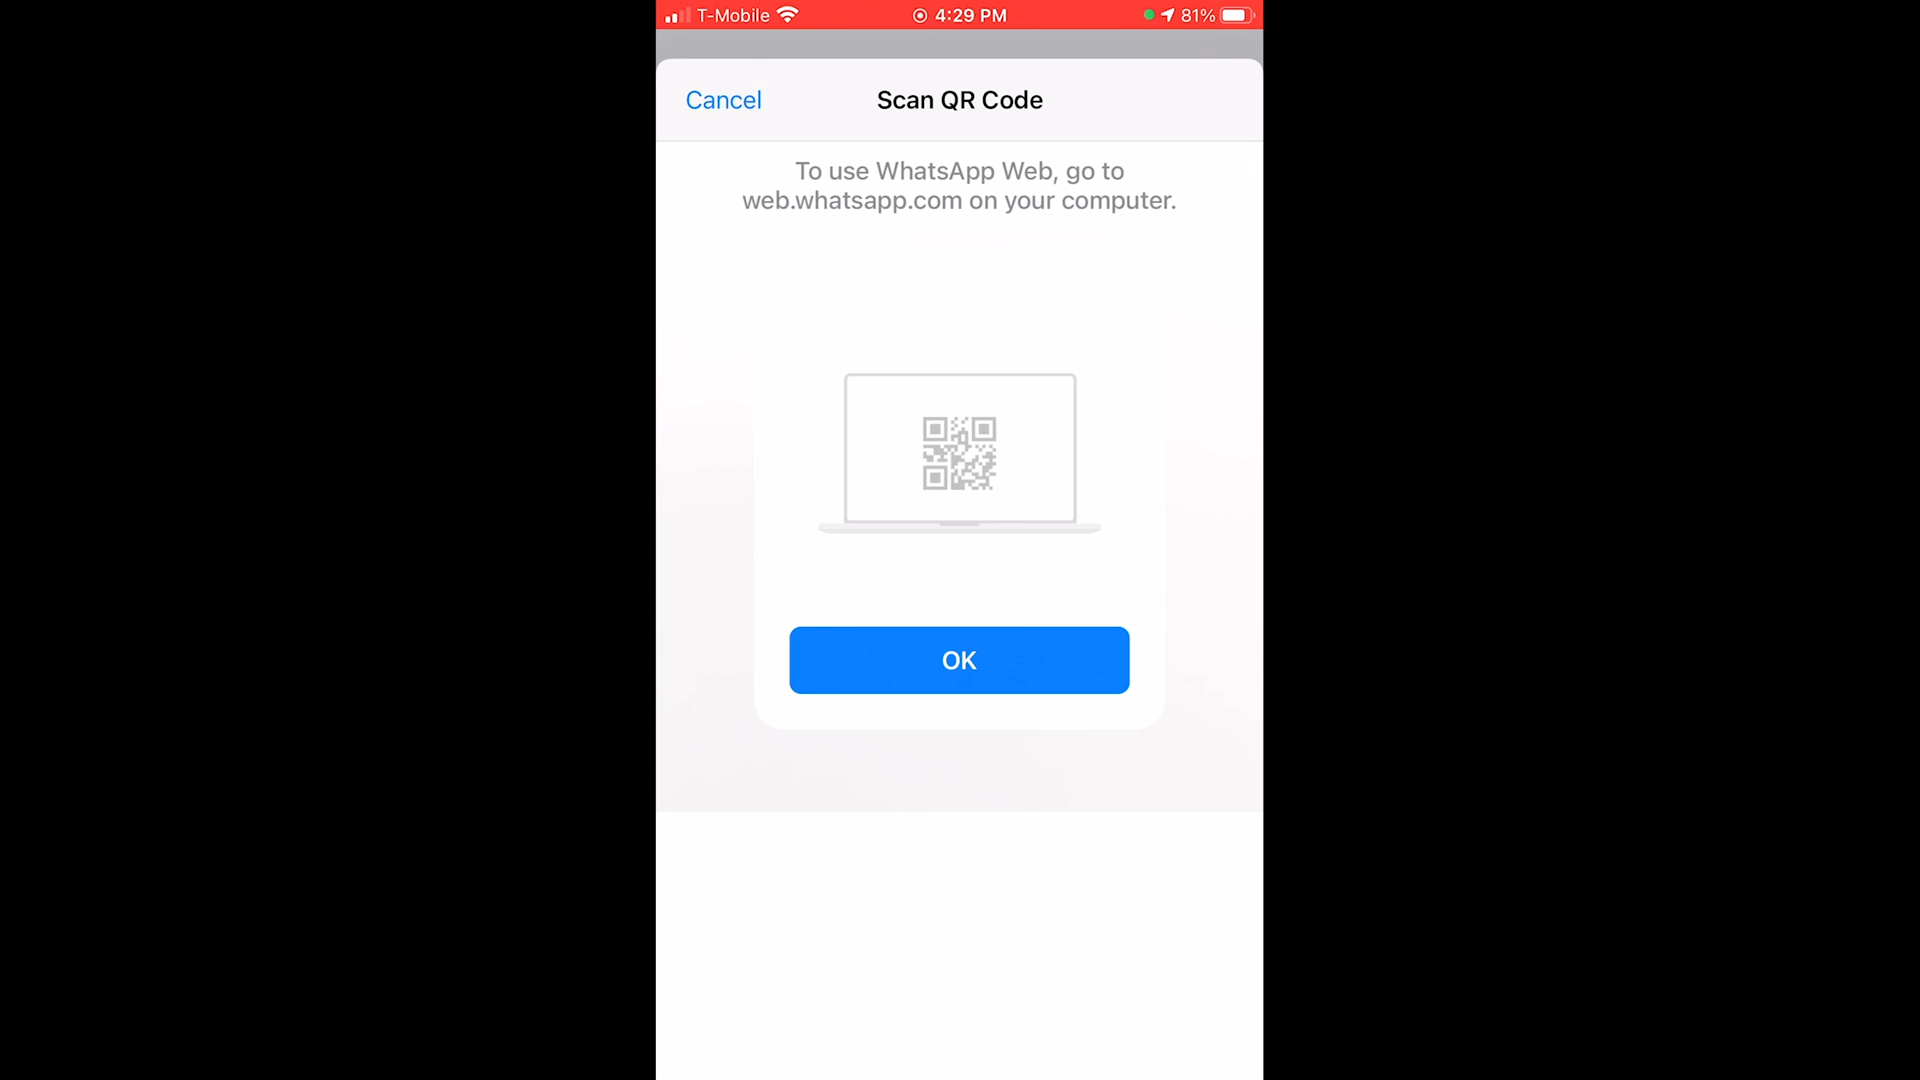 T-Mobile 4:29 PM 81%
Cancel Scan QR Code
To use WhatsApp Web, go to
web.whatsapp.com on your computer.
OK